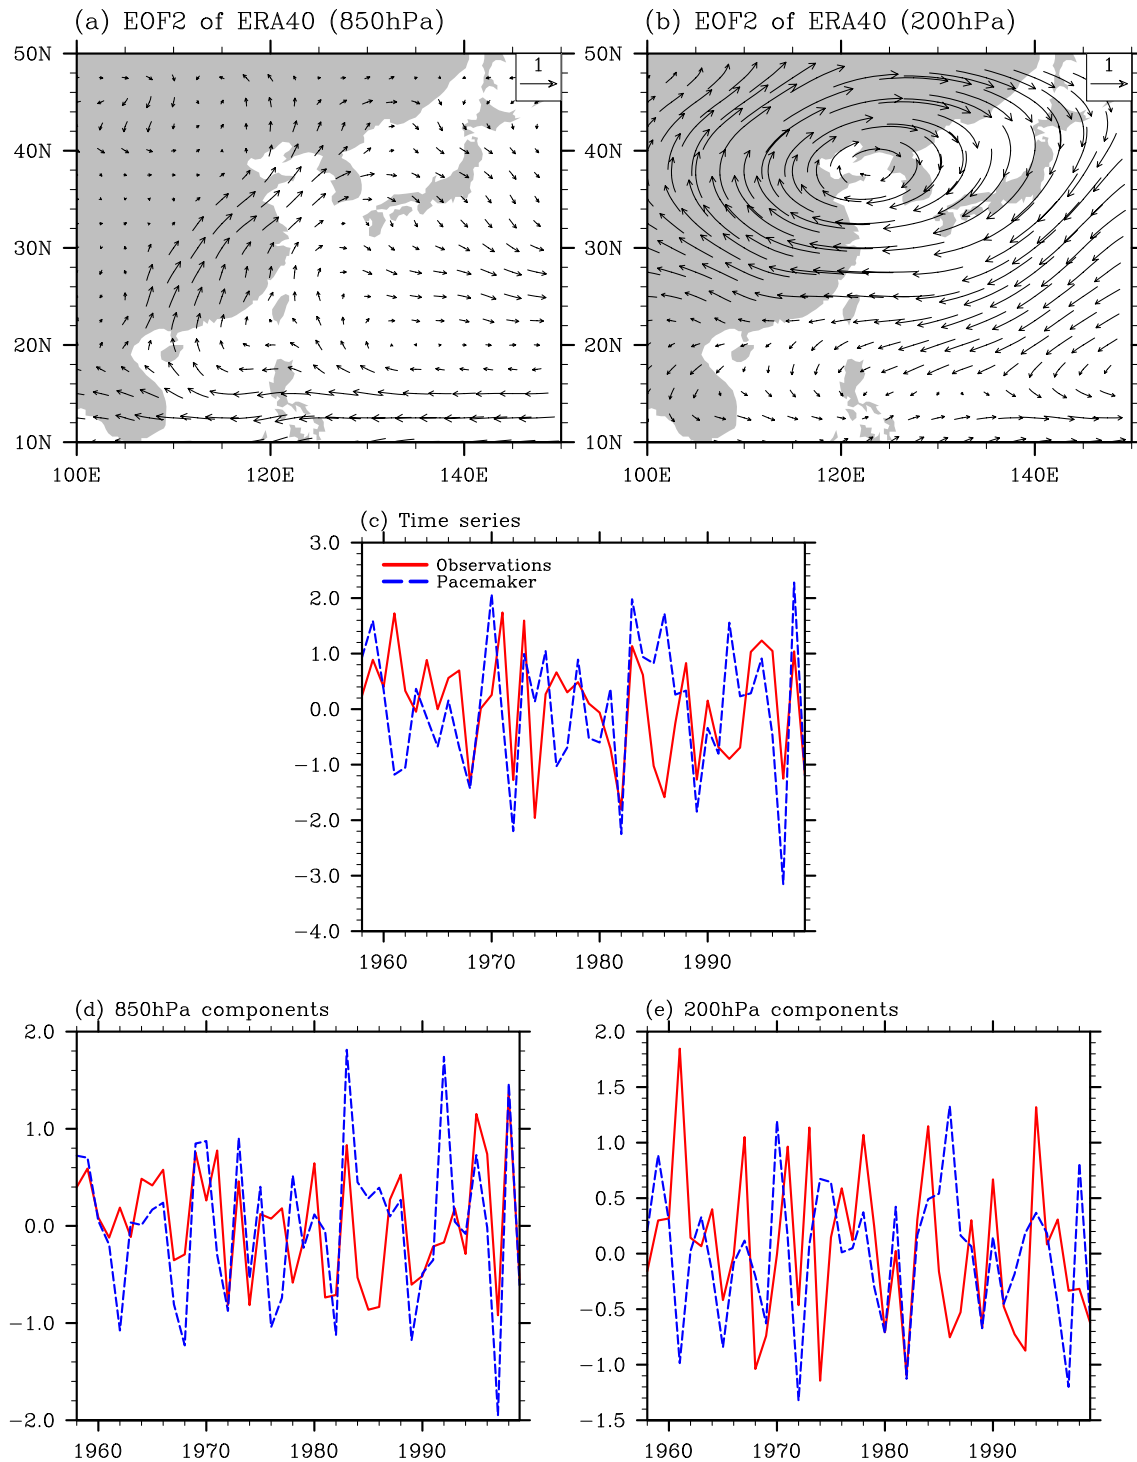 (a) EOF2 of ERA40 (850hPa)
(b) EOF2 of ERA40 (200hPa)
50N
40N
30N
20N
10N
1
100E 120E 140E
50N
40N
30N
20N
10N
1
100E 120E 140E
(c) Time series
3.0
2.0
1.0
0.0
−1.0
−2.0
−3.0
−4.0
Observations
Pacemaker
1960 1970 1980 1990
(d) 850hPa components
2.0
1.0
0.0
−1.0
−2.0
1960 1970 1980 1990
(e) 200hPa components
2.0
1.5
1.0
0.5
0.0
−0.5
−1.0
−1.5
1960 1970 1980 1990